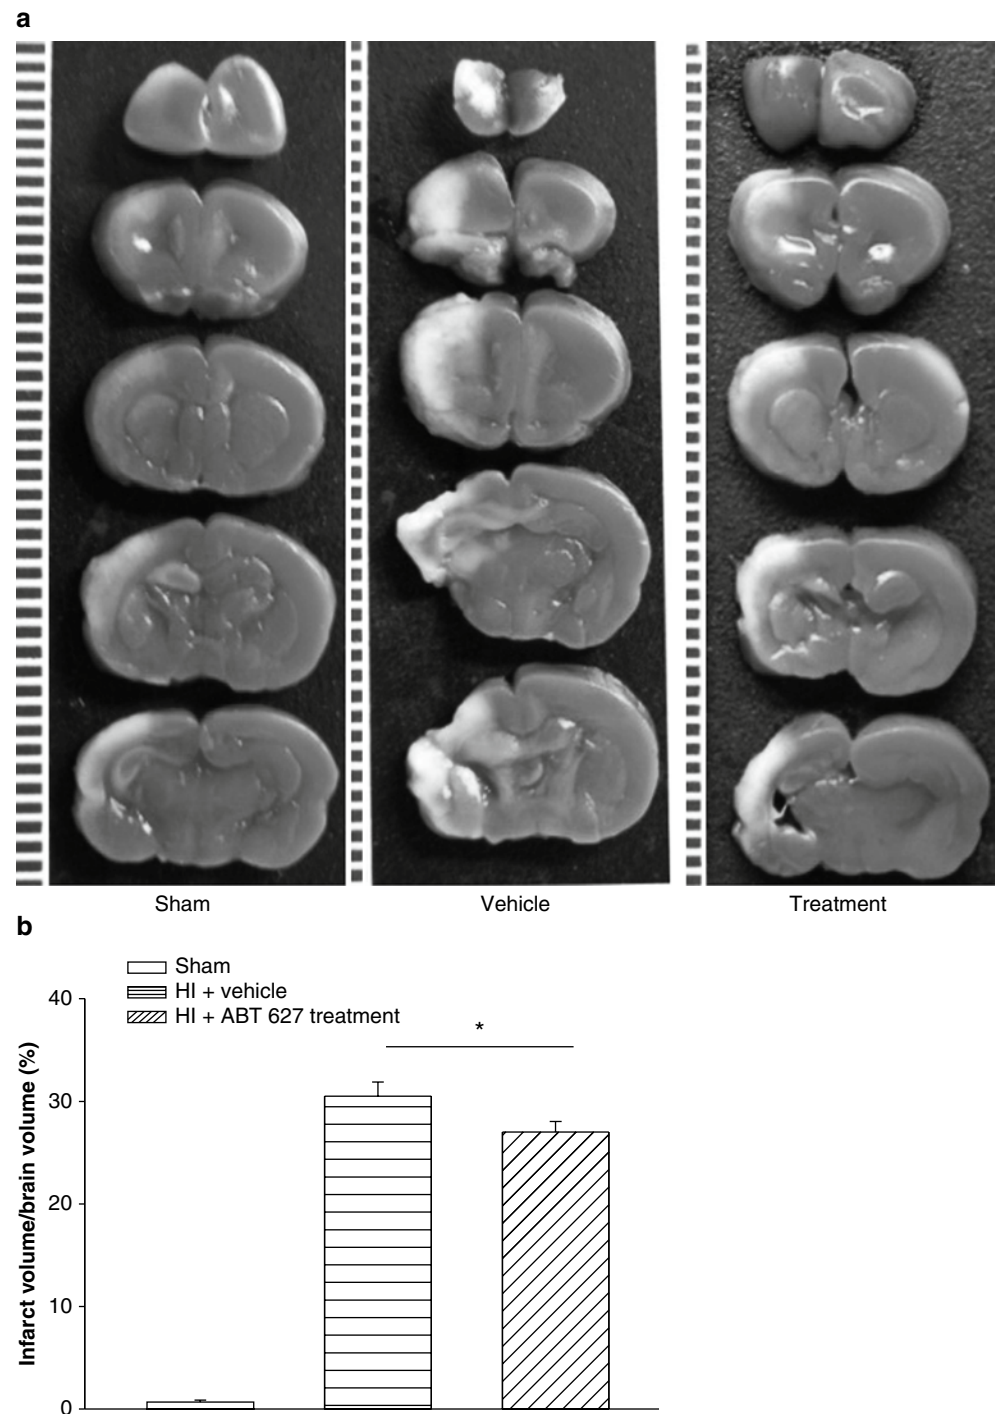 a
Sham
Vehicle
Treatment
b
Sham
HI + vehicle
HI + ABT 627 treatment
*
40
30
20
10
0
Infarct volume/brain volume (%)